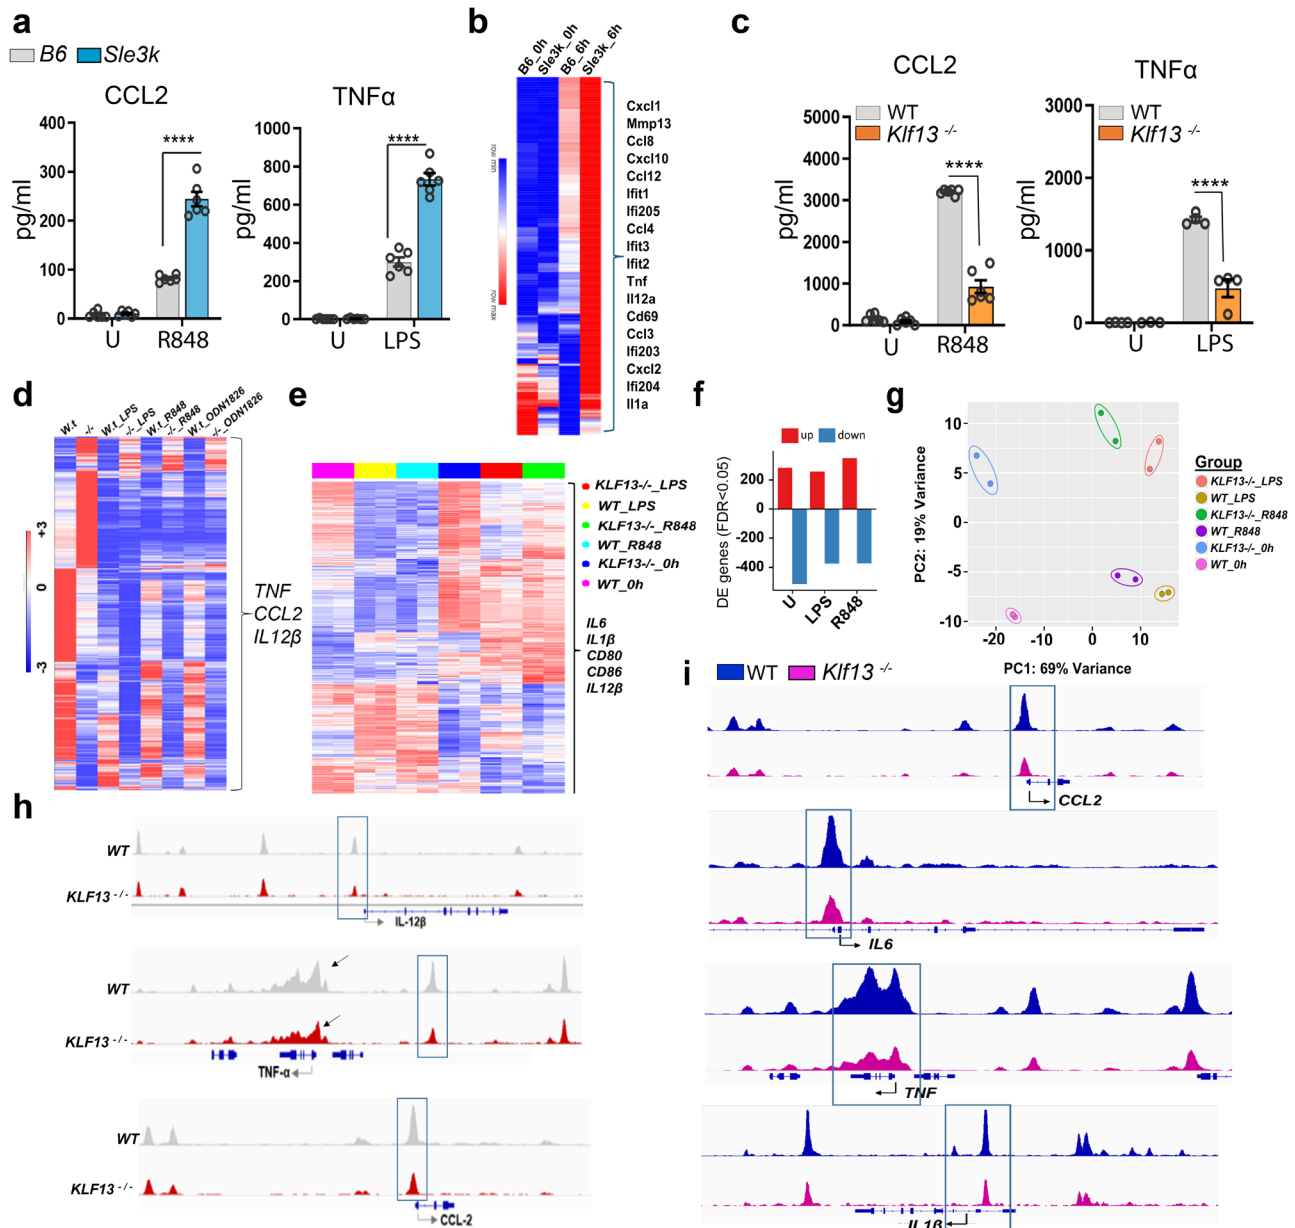 a
B6 Sle3k
CCL2
pg/ml
400
300
200
100
0
****
U R848
TNFα
pg/ml
1000
800
600
400
200
0
****
U LPS
b
B6_0h
Sle3k_0h
B6_6h
Sle3k_6h
row min
row max
Cxcl1
Mmp13
Ccl8
Cxcl10
Ccl12
Ifit1
Ifi205
Ccl4
Ifit3
Ifit2
Tnf
Il12a
Cd69
Ccl3
Ifi203
Cxcl2
Ifi204
Il1a
c
CCL2
WT
Klf13 -/-
pg/ml
5000
4000
3000
2000
1000
0
****
U R848
TNFα
WT
Klf13 -/-
pg/ml
3000
2000
1000
0
****
U LPS
d
W.t
-/-
W.t_LPS
-/-_LPS
W.t_R848
-/-_R848
W.t_ODN1826
-/-_ODN1826
+3
0
-3
TNF
CCL2
IL12β
e
KLF13-/-_LPS
WT_LPS
KLF13-/-_R848
WT_R848
KLF13-/-_0h
WT_0h
IL6
IL1β
CD80
CD86
IL12β
f
up down
DE genes (FDR<0.05)
200
0
-200
-400
U
LPS
R848
g
PC2: 19% Variance
10
5
0
-5
-10
-20 -10 0 10
PC1: 69% Variance
Group
KLF13-/-_LPS
WT_LPS
KLF13-/-_R848
WT_R848
KLF13-/-_0h
WT_0h
h
WT
KLF13 -/-
IL-12β
WT
KLF13 -/-
TNF-α
WT
KLF13 -/-
CCL-2
i
WT Klf13 -/-
CCL2
IL6
TNF
IL1β